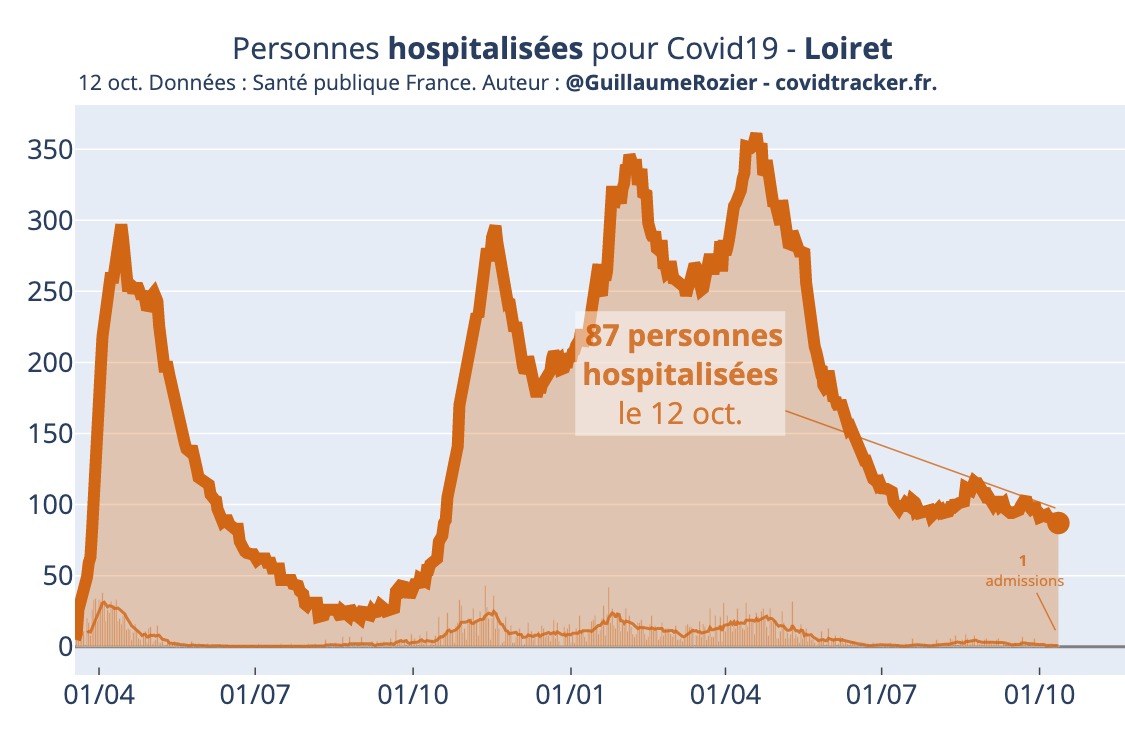 Personnes hospitalisées pour Covid19 - Loiret
12 oct. Données : Santé publique France. Auteur : @GuillaumeRozier - covidtracker.fr.
350
300
250
200
150
100
50
0
87 personnes
hospitalisées
le 12 oct.
1
admissions
01/04 01/07 01/10 01/01 01/04 01/07 01/10